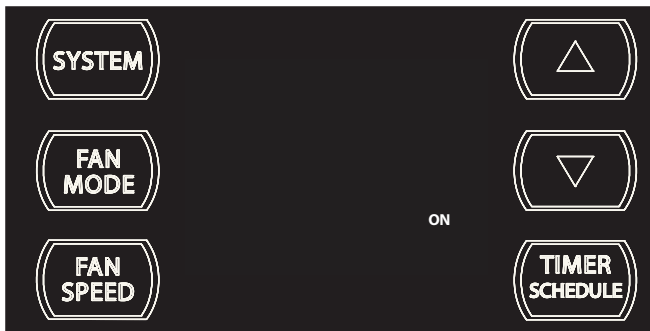 SYSTEM
FAN
MODE
ON
FAN
SPEED
TIMER
SCHEDULE